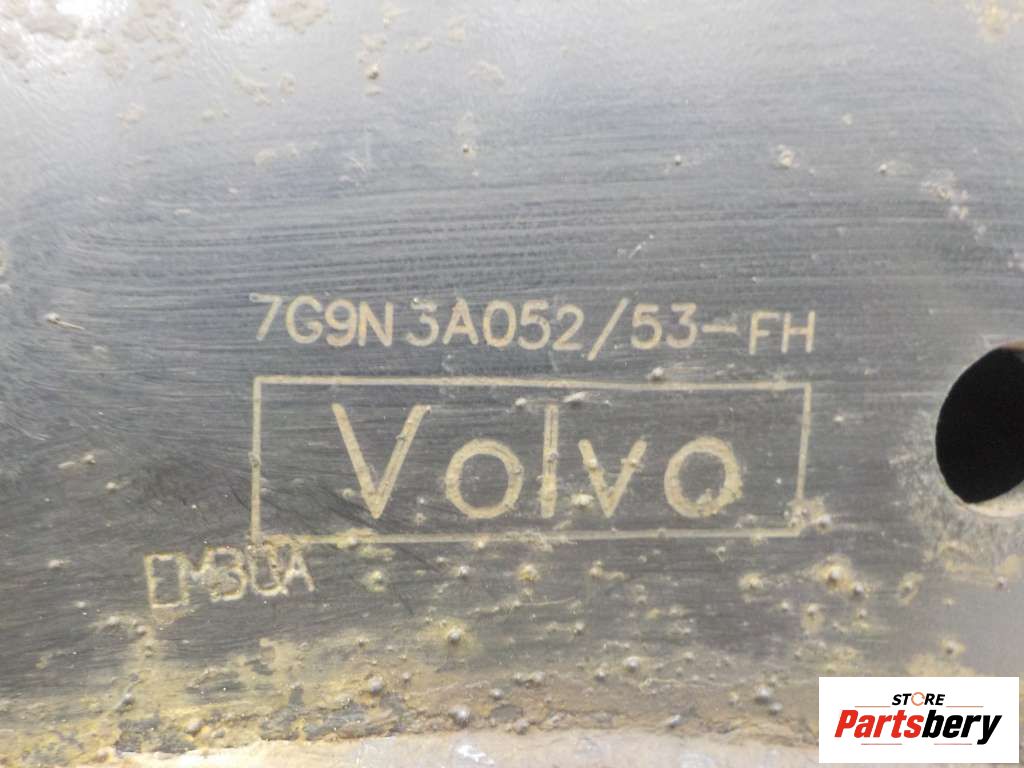 7G9N 3A052/53-FH
Volvo
STORE
Partsbery